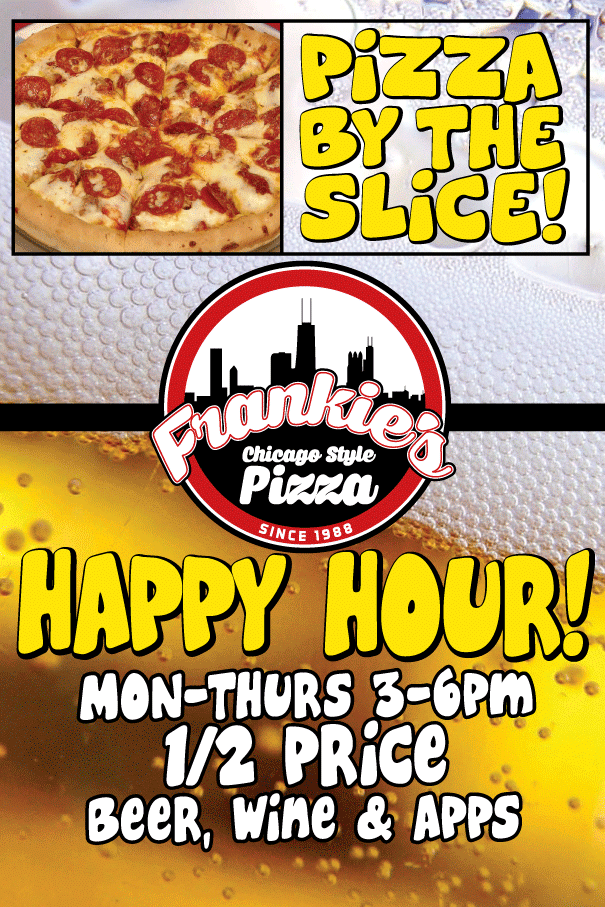 PiZZA
BY THE
SLiCE!
Frankie's
Chicago Style
Pizza
SINCE 1988
HAPPY HOUR!
MON-THURS 3-6PM
1/2 PRiCe
BeeR, Wine & APPS